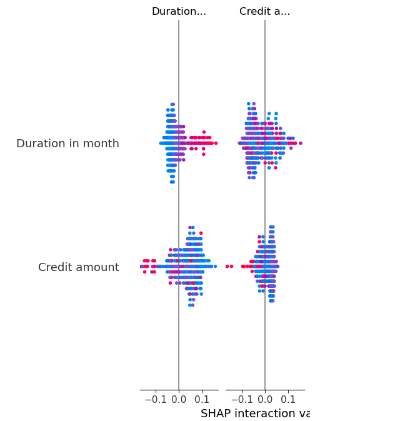 Duration... Credit a...
Duration in month
Credit amount
−0.1 0.0 0.1 −0.1 0.0 0.1
SHAP interaction va